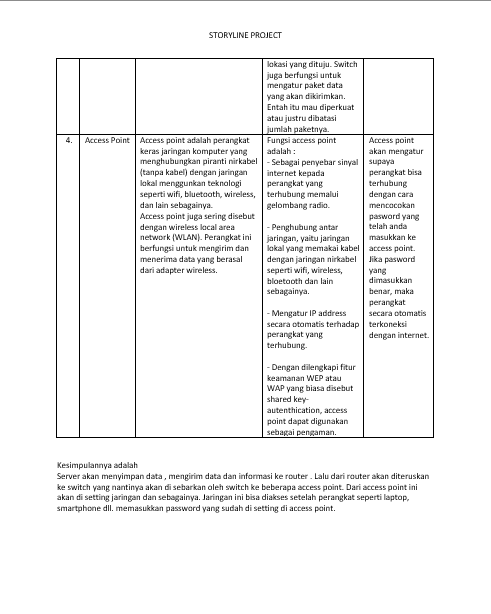 STORYLINE PROJECT
lokasi yang dituju. Switch
juga berfungsi untuk
mengatur paket data
yang akan dikirimkan.
Entah itu mau diperkuat
atau justru dibatasi
jumlah paketnya.
4.
Access Point
Access point adalah perangkat
keras jaringan komputer yang
menghubungkan piranti nirkabel
(tanpa kabel) dengan jaringan
lokal menggunkan teknologi
seperti wifi, bluetooth, wireless,
dan lain sebagainya.
Access point juga sering disebut
dengan wireless local area
network (WLAN). Perangkat ini
berfungsi untuk mengirim dan
menerima data yang berasal
dari adapter wireless.
Fungsi access point
adalah :
- Sebagai penyebar sinyal
internet kepada
perangkat yang
terhubung memalui
gelombang radio.
- Penghubung antar
jaringan, yaitu jaringan
lokal yang memakai kabel
dengan jaringan nirkabel
seperti wifi, wireless,
bloetooth dan lain
sebagainya.
- Mengatur IP address
secara otomatis terhadap
perangkat yang
terhubung.
- Dengan dilengkapi fitur
keamanan WEP atau
WAP yang biasa disebut
shared key-
autenthication, access
point dapat digunakan
sebagai pengaman.
Access point
akan mengatur
supaya
perangkat bisa
terhubung
dengan cara
mencocokan
pasword yang
telah anda
masukkan ke
access point.
Jika pasword
yang
dimasukkan
benar, maka
perangkat
secara otomatis
terkoneksi
dengan internet.
Kesimpulannya adalah
Server akan menyimpan data , mengirim data dan informasi ke router . Lalu dari router akan diteruskan
ke switch yang nantinya akan di sebarkan oleh switch ke beberapa access point. Dari access point ini
akan di setting jaringan dan sebagainya. Jaringan ini bisa diakses setelah perangkat seperti laptop,
smartphone dll. memasukkan password yang sudah di setting di access point.